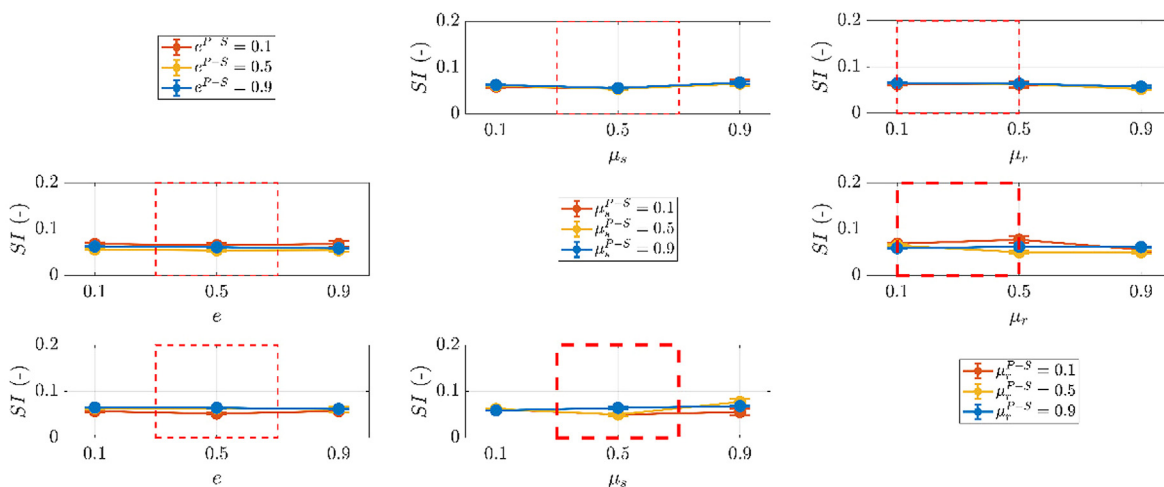 e^{P-S} = 0.1
e^{P-S} - 0.5
e^{P-S} - 0.9
SI (-)
0.2
0.1
0
0.1 0.5 0.9
μ_s
SI (-)
0.2
0.1
0
0.1 0.5 0.9
μ_r
SI (-)
0.2
0.1
0
0.1 0.5 0.9
e
μ_s^{P-S} = 0.1
μ_s^{P-S} - 0.5
μ_s^{P-S} - 0.9
SI (-)
0.2
0.1
0
0.1 0.5 0.9
μ_r
SI (-)
0.2
0.1
0
0.1 0.5 0.9
e
SI (-)
0.2
0.1
0
0.1 0.5 0.9
μ_s
μ_r^{P-S} = 0.1
μ_r^{P-S} - 0.5
μ_r^{P-S} = 0.9